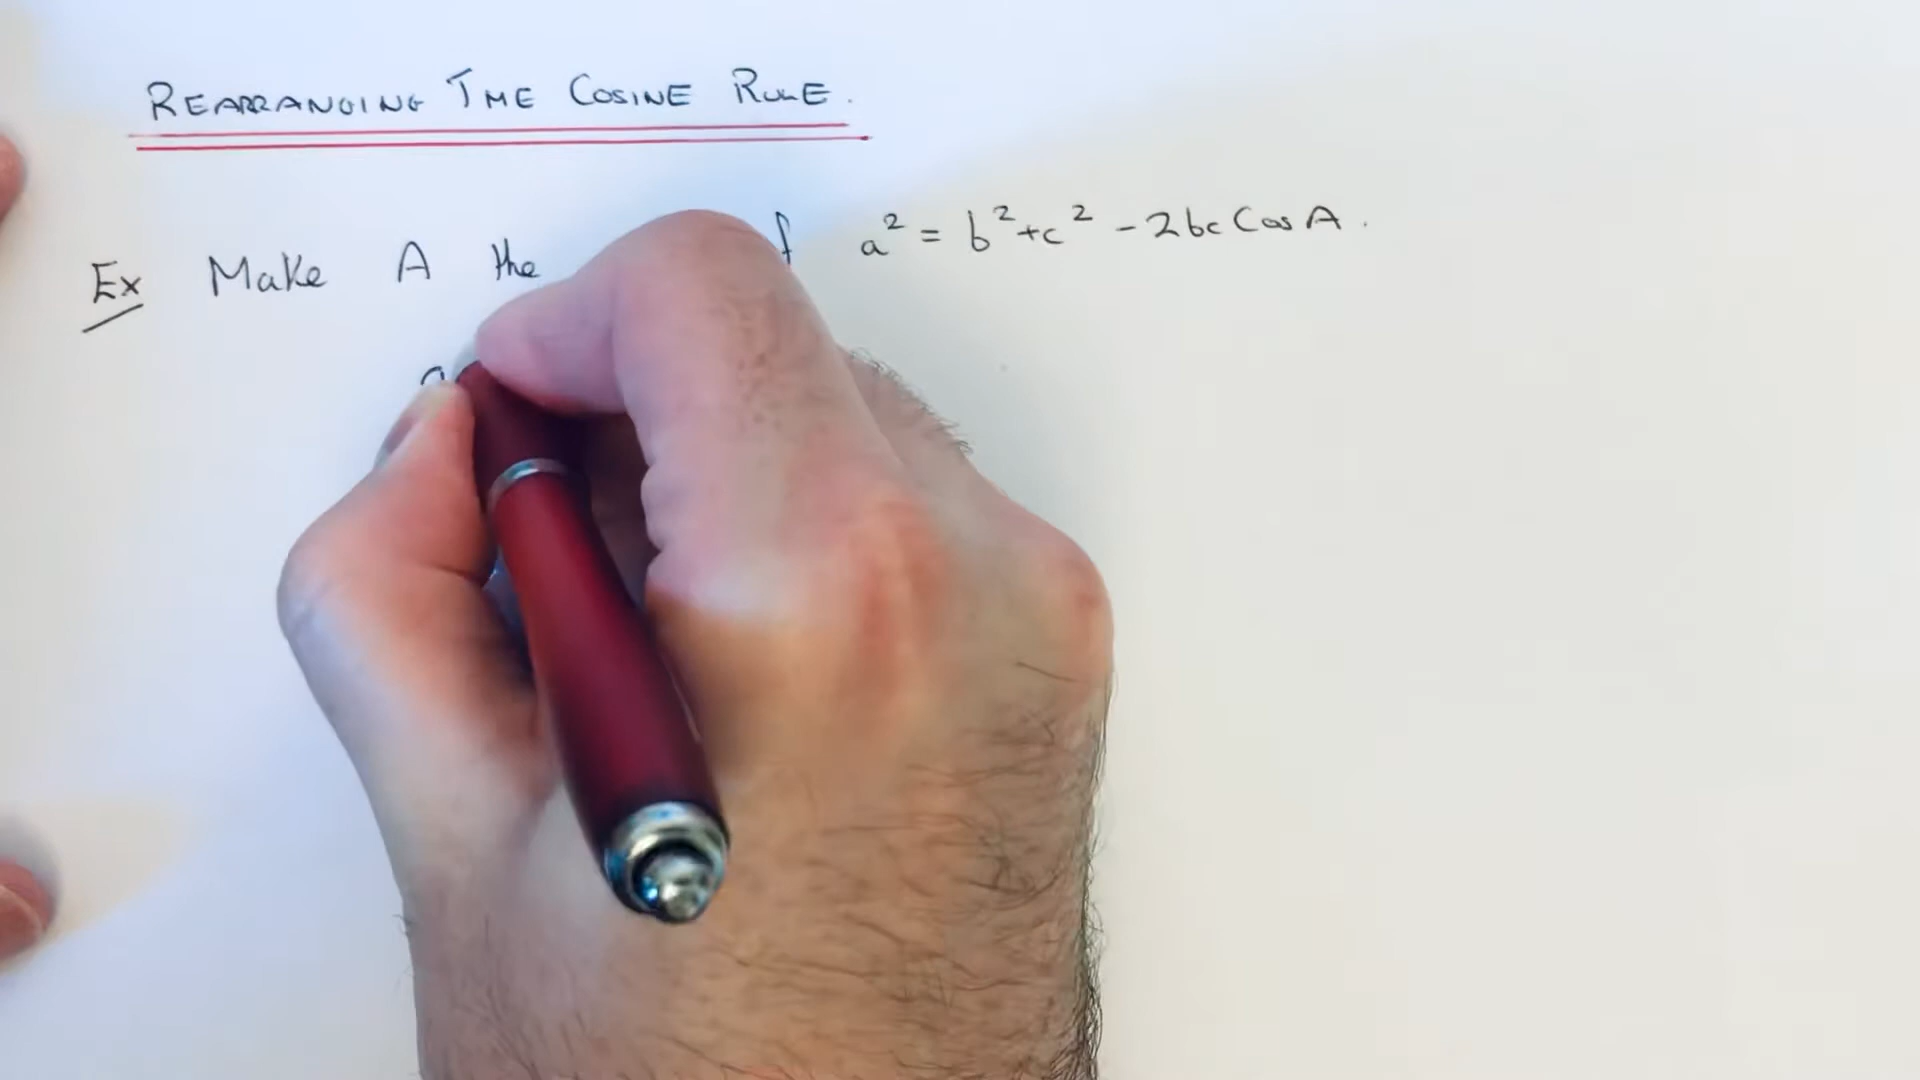 REARRANGING THE COSINE RULE.
Ex Make A the f a² = b²+c² - 2bc Cos A.
a